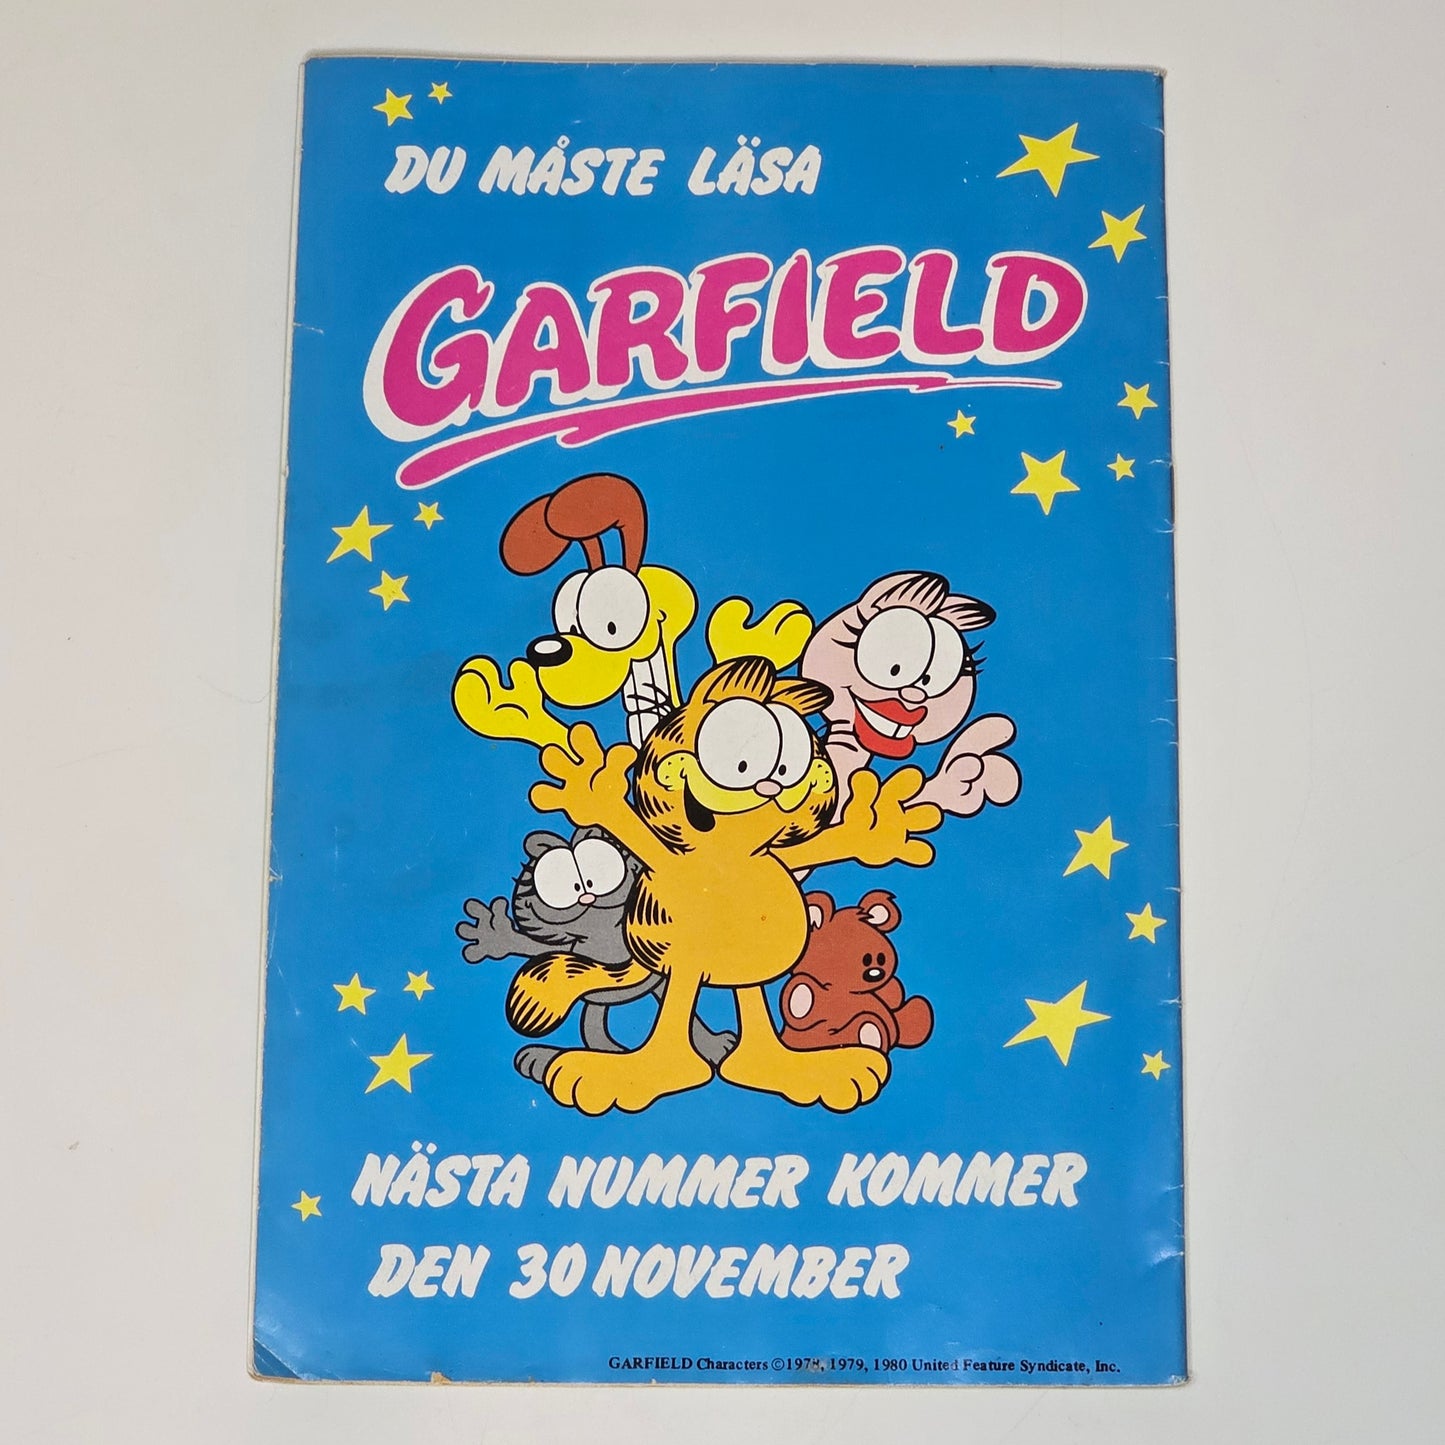 DU MÅSTE LÄSA
GARFIELD
NÄSTA NUMMER KOMMER
DEN 30 NOVEMBER
GARFIELD Characters ©1978, 1979, 1980 United Feature Syndicate, Inc.